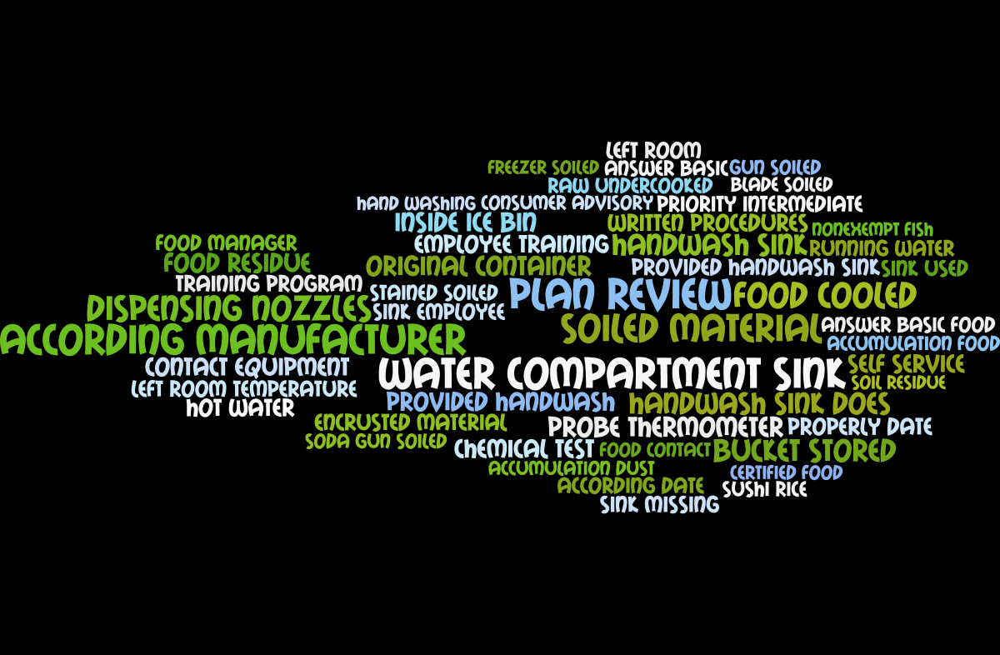 LEFT ROOM
FREEZER SOILED
ANSWER BASIC
GUN SOILED
RAW UNDERCOOKED
BLADE SOILED
HAND WASHING
CONSUMER ADVISORY
PRIORITY INTERMEDIATE
INSIDE ICE BIN
WRITTEN PROCEDURES
NONEXEMPT FISH
FOOD MANAGER
EMPLOYEE TRAINING
HANDWASH SINK
RUNNING WATER
FOOD RESIDUE
ORIGINAL CONTAINER
PROVIDED HANDWASH SINK
SINK USED
TRAINING PROGRAM
STAINED SOILED
PLAN REVIEW
FOOD COOLED
DISPENSING NOZZLES
SINK EMPLOYEE
SOILED MATERIAL
ANSWER BASIC FOOD
ACCORDING MANUFACTURER
ACCUMULATION FOOD
CONTACT EQUIPMENT
WATER COMPARTMENT SINK
SELF SERVICE
LEFT ROOM TEMPERATURE
SOIL RESIDUE
HOT WATER
PROVIDED HANDWASH
HANDWASH SINK DOES
ENCRUSTED MATERIAL
PROBE THERMOMETER
PROPERLY DATE
SODA GUN SOILED
CHEMICAL TEST
FOOD CONTACT
BUCKET STORED
ACCUMULATION DUST
CERTIFIED FOOD
ACCORDING DATE
SUSHI RICE
SINK MISSING